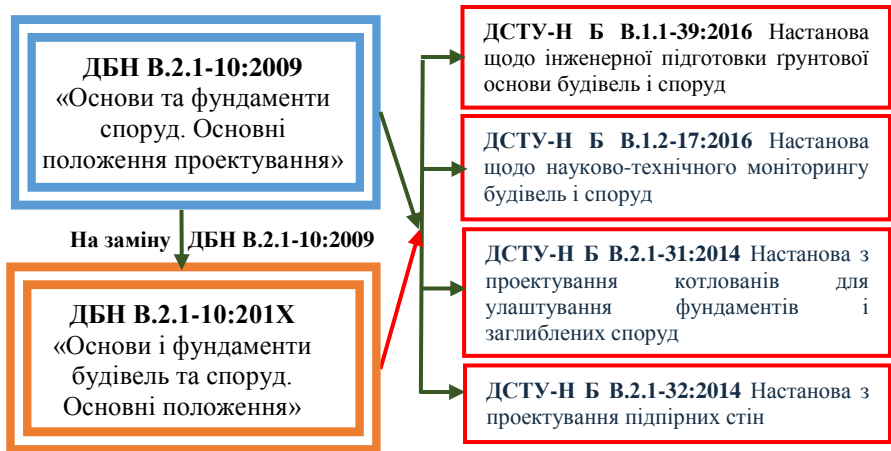 ДБН В.2.1-10:2009
«Основи та фундаменти
споруд. Основні
положення проектування»
На заміну ДБН В.2.1-10:2009
ДБН В.2.1-10:201Х
«Основи і фундаменти
будівель та споруд.
Основні положення»
ДСТУ-Н Б В.1.1-39:2016 Настанова
щодо інженерної підготовки ґрунтової
основи будівель і споруд
ДСТУ-Н Б В.1.2-17:2016 Настанова
щодо науково-технічного моніторингу
будівель і споруд
ДСТУ-Н Б В.2.1-31:2014 Настанова з
проектування котлованів для
улаштування фундаментів і
заглиблених споруд
ДСТУ-Н Б В.2.1-32:2014 Настанова з
проектування підпірних стін